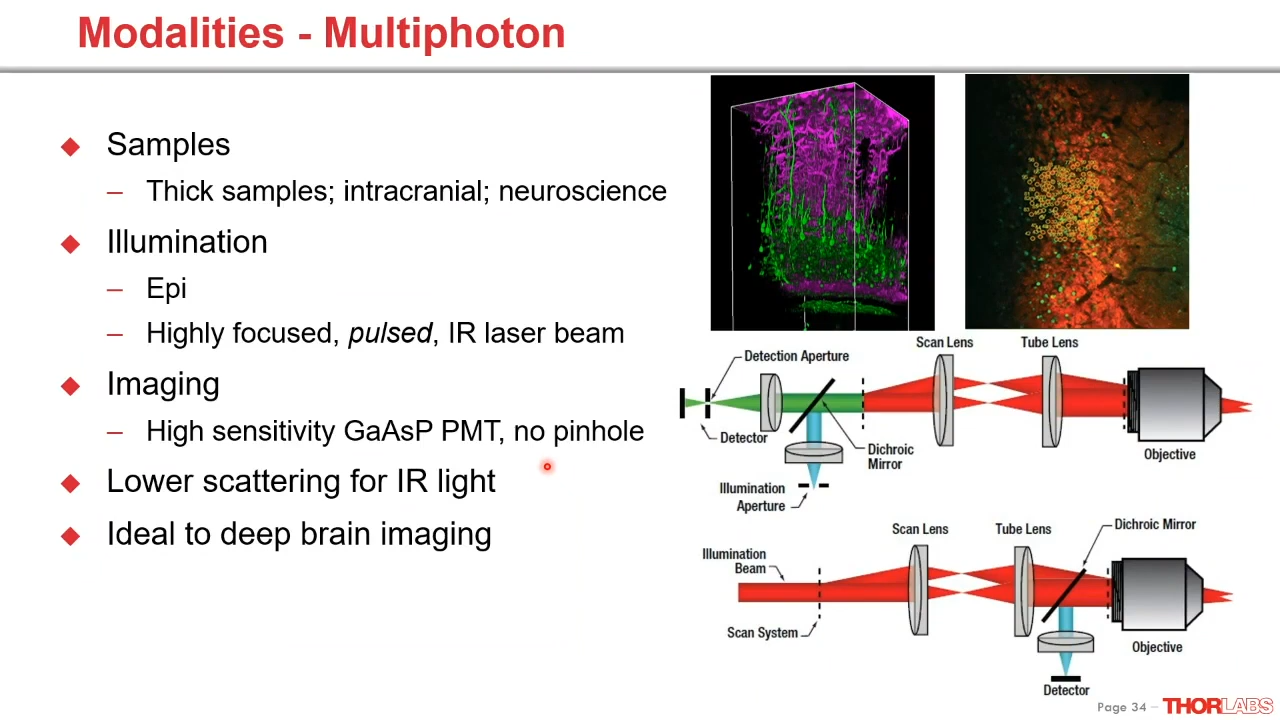 Modalities - Multiphoton
Samples
– Thick samples; intracranial; neuroscience
Illumination
– Epi
– Highly focused, pulsed, IR laser beam
Imaging
– High sensitivity GaAsP PMT, no pinhole
Lower scattering for IR light
Ideal to deep brain imaging
Detection Aperture
Scan Lens
Tube Lens
Detector
Dichroic
Mirror
Objective
Illumination
Aperture
Scan Lens
Tube Lens
Dichroic Mirror
Illumination
Beam
Scan System
Objective
Detector
Page 34 –
THORLABS